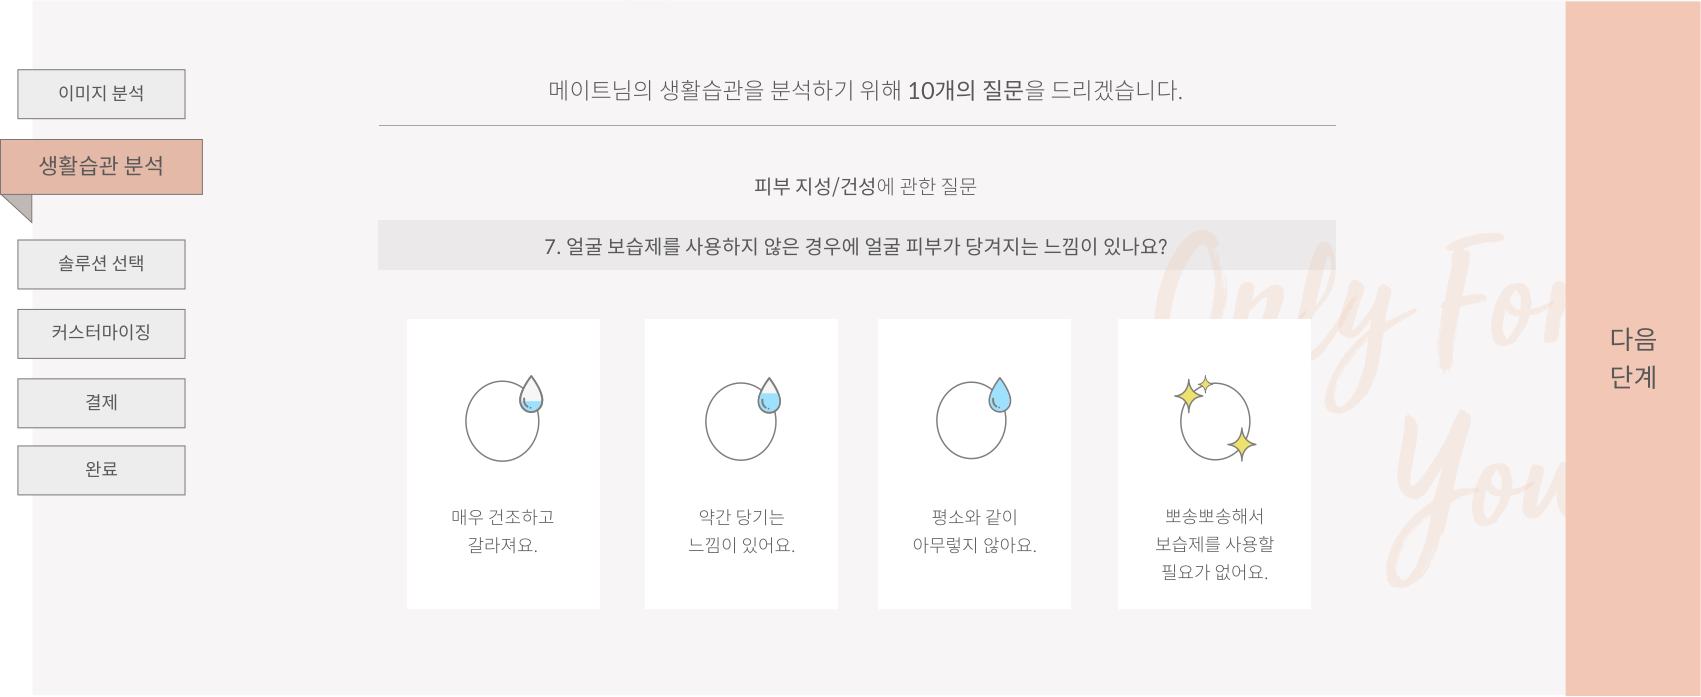 이미지 분석
생활습관 분석
솔루션 선택
커스터마이징
결제
완료
메이트님의 생활습관을 분석하기 위해 10개의 질문을 드리겠습니다.
피부 지성/건성에 관한 질문
7. 얼굴 보습제를 사용하지 않은 경우에 얼굴 피부가 당겨지는 느낌이 있나요?
매우 건조하고
갈라져요.
약간 당기는
느낌이 있어요.
평소와 같이
아무렇지 않아요.
뽀송뽀송해서
보습제를 사용할
필요가 없어요.
Only For
You
다음
단계